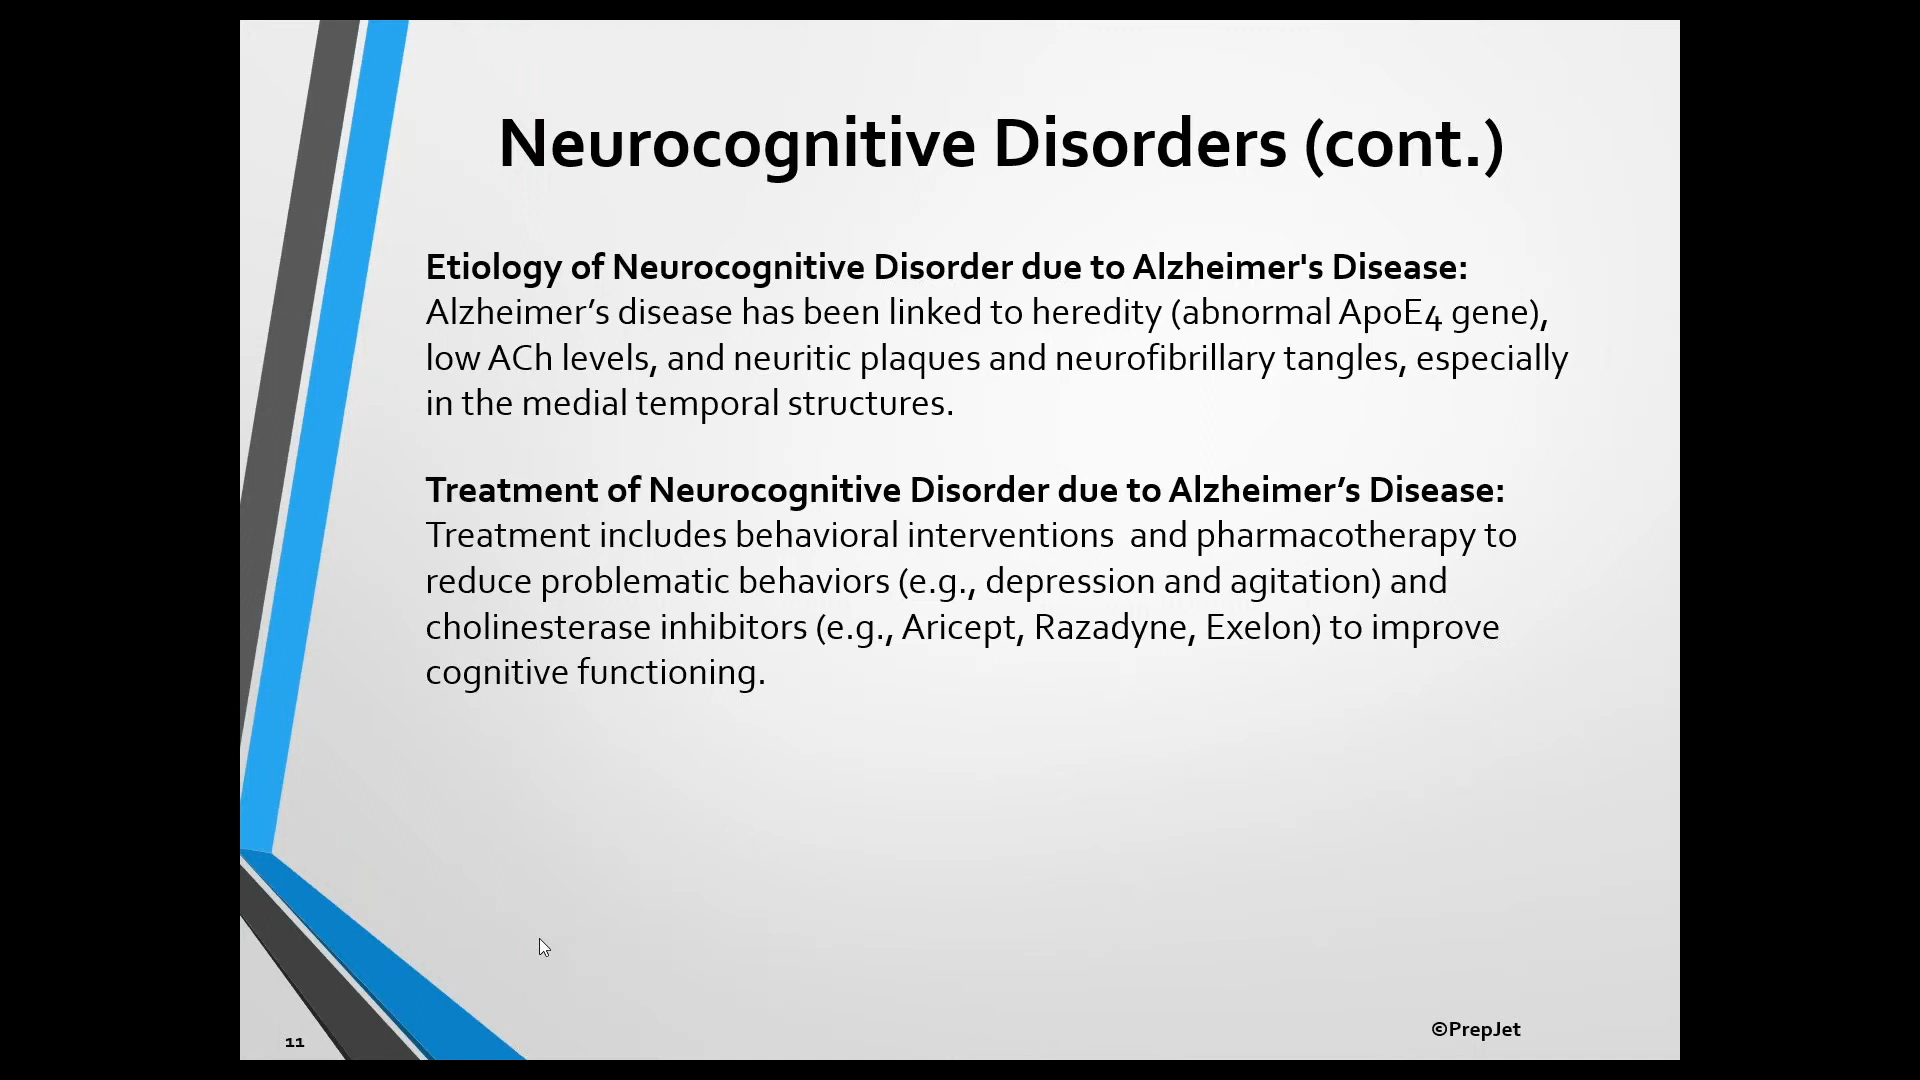 Neurocognitive Disorders (cont.)
Etiology of Neurocognitive Disorder due to Alzheimer's Disease:
Alzheimer’s disease has been linked to heredity (abnormal ApoE4 gene),
low ACh levels, and neuritic plaques and neurofibrillary tangles, especially
in the medial temporal structures.
Treatment of Neurocognitive Disorder due to Alzheimer’s Disease:
Treatment includes behavioral interventions  and pharmacotherapy to
reduce problematic behaviors (e.g., depression and agitation) and
cholinesterase inhibitors (e.g., Aricept, Razadyne, Exelon) to improve
cognitive functioning.
©PrepJet
11